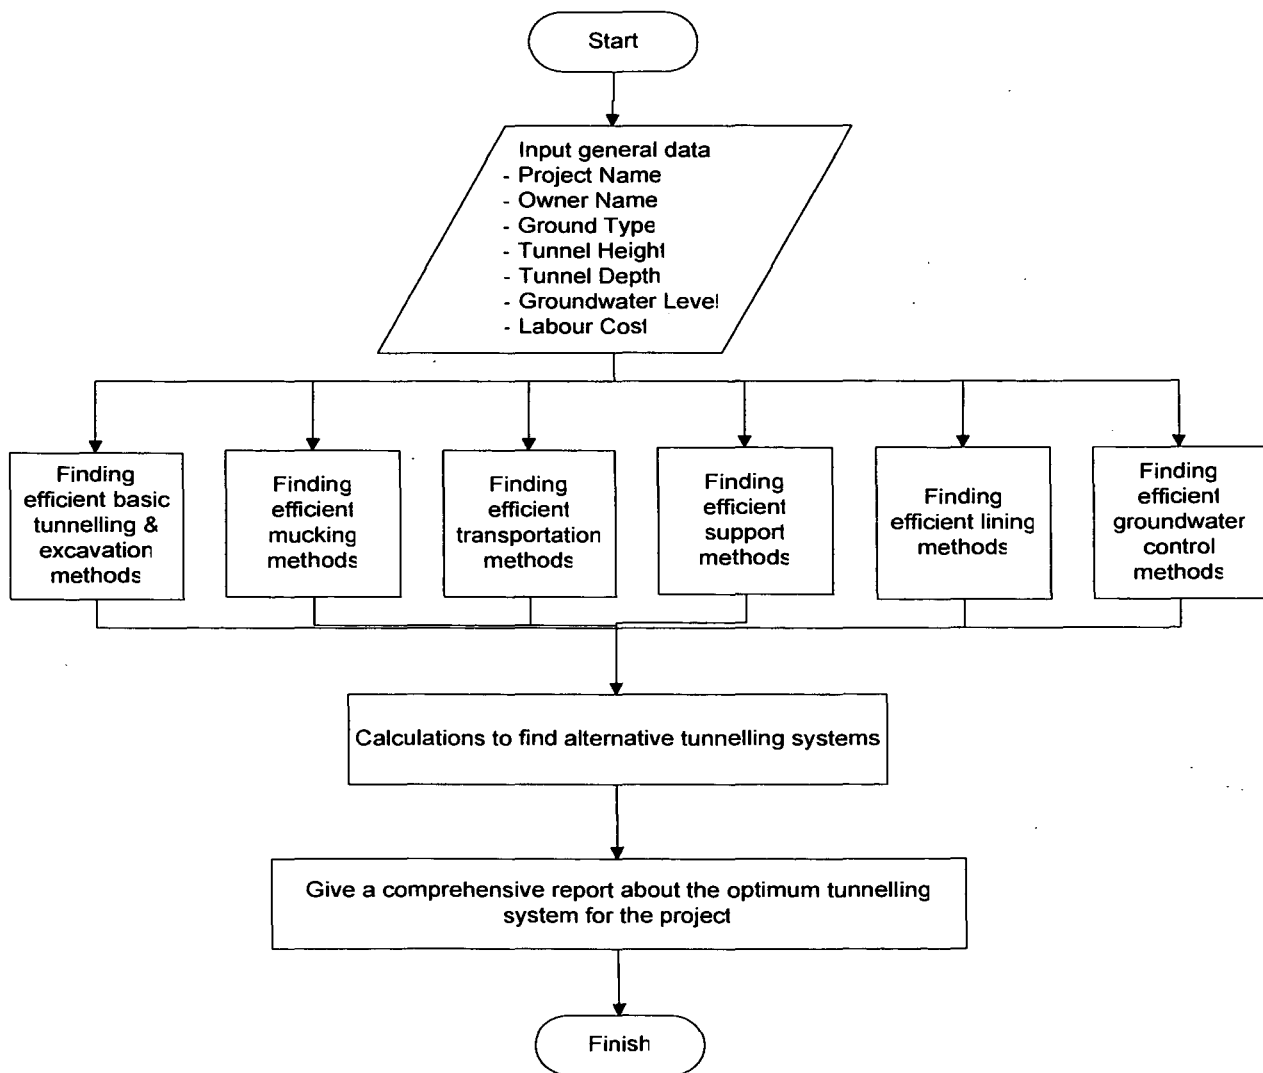 Start
Input general data
- Project Name
- Owner Name
- Ground Type
- Tunnel Height
- Tunnel Depth
- Groundwater Level
- Labour Cost
Finding
efficient basic
tunnelling &
excavation
methods
Finding
efficient
mucking
methods
Finding
efficient
transportation
methods
Finding
efficient
support
methods
Finding
efficient lining
methods
Finding
efficient
groundwater
control
methods
Calculations to find alternative tunnelling systems
Give a comprehensive report about the optimum tunnelling
system for the project
Finish